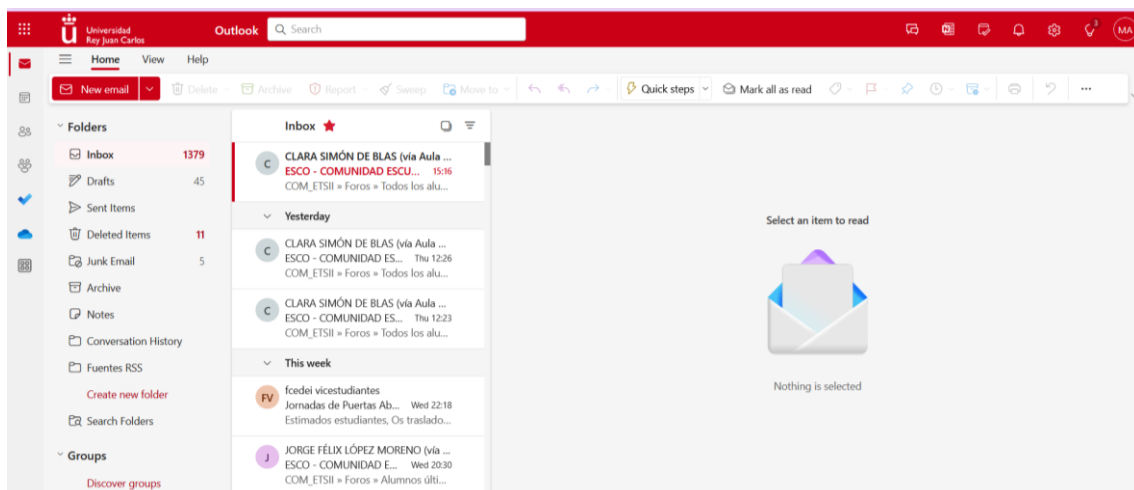 Universidad
Rey Juan Carlos
Outlook
Search
3
MA
Home View Help
New email Delete Archive Report Sweep Move to Quick steps Mark all as read
Folders
Inbox 1379
Drafts 45
Sent Items
Deleted Items 11
Junk Email 5
Archive
Notes
Conversation History
Fuentes RSS
Create new folder
Search Folders
Groups
Discover groups
Inbox
C
CLARA SIMÓN DE BLAS (vía Aula ...
ESCO - COMUNIDAD ESCU... 15:16
COM_ETSII » Foros » Todos los alu...
Yesterday
C
CLARA SIMÓN DE BLAS (vía Aula ...
ESCO - COMUNIDAD ES... Thu 12:26
COM_ETSII » Foros » Todos los alu...
C
CLARA SIMÓN DE BLAS (vía Aula ...
ESCO - COMUNIDAD ES... Thu 12:23
COM_ETSII » Foros » Todos los alu...
This week
FV
fcedei vicestudiantes
Jornadas de Puertas Ab... Wed 22:18
Estimados estudiantes, Os traslado...
J
JORGE FÉLIX LÓPEZ MORENO (vía ...
ESCO - COMUNIDAD E... Wed 20:30
COM_ETSII » Foros » Alumnos últi...
Select an item to read
Nothing is selected